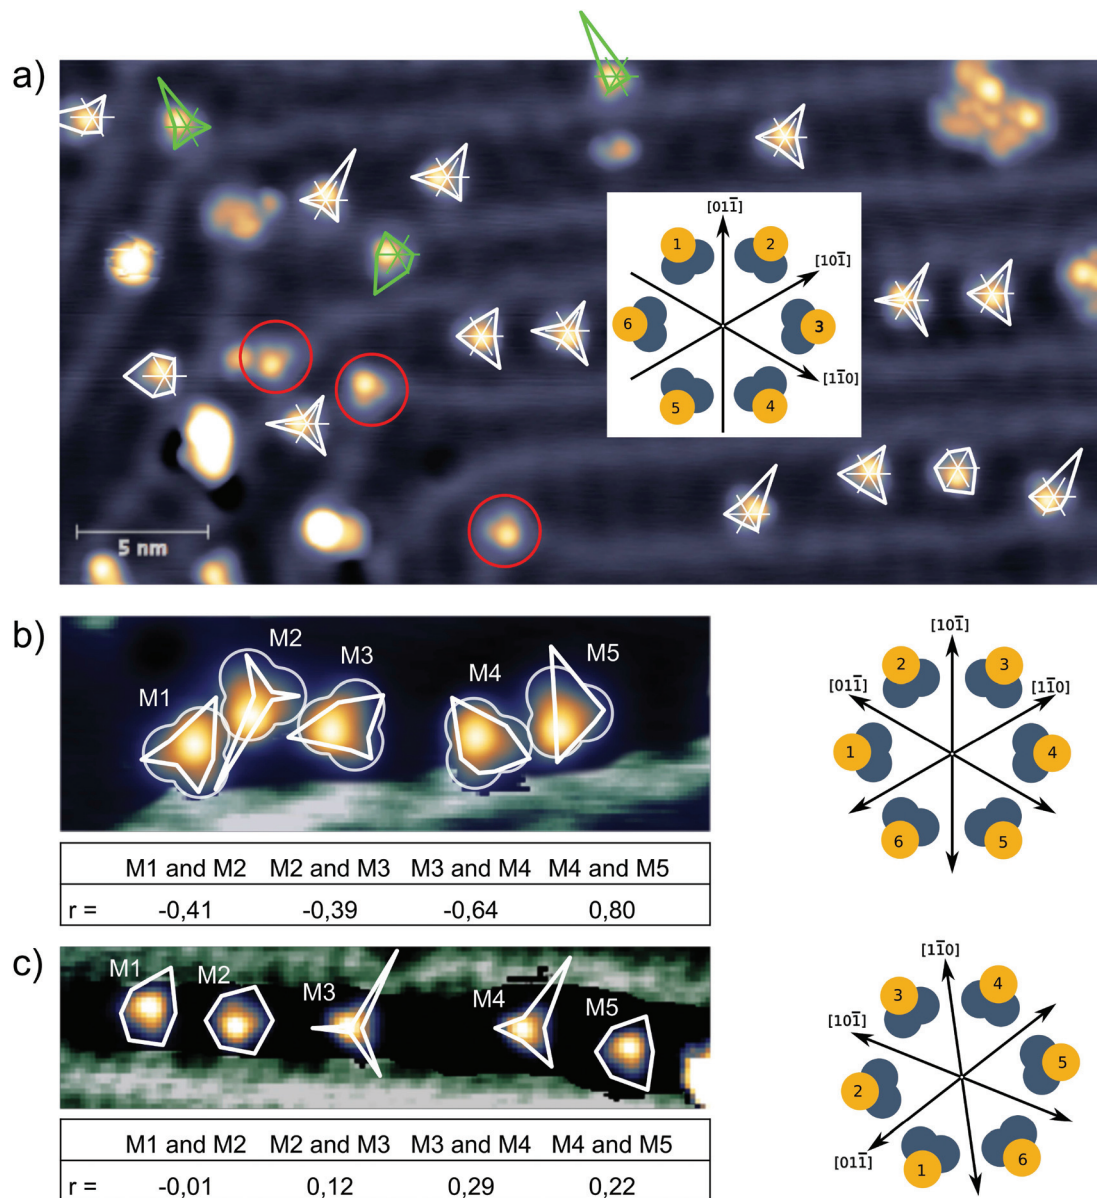 a)
[011̅]
1 2
[101̅]
6 3
[11̅0]
5 4
5 nm
b)
M1 M2 M3 M4 M5
[101̅]
2 3
[011̅] [11̅0]
1 4
6 5
M1 and M2 M2 and M3 M3 and M4 M4 and M5
r = -0,41 -0,39 -0,64 0,80
c)
M1 M2 M3 M4 M5
[11̅0]
3 4
[101̅]
5
2
[011̅]
1 6
M1 and M2 M2 and M3 M3 and M4 M4 and M5
r = -0,01 0,12 0,29 0,22